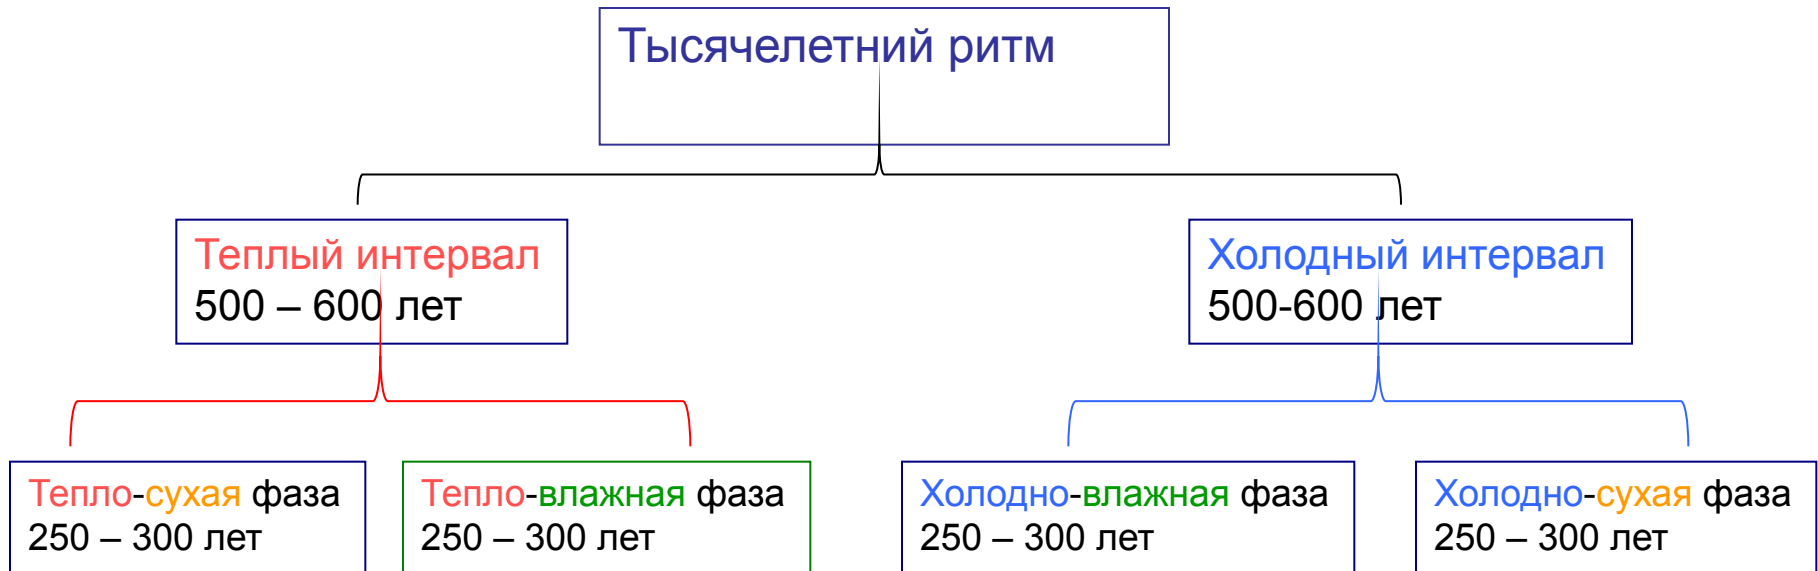 Тысячелетний ритм
Теплый интервал
500 – 600 лет
Холодный интервал
500-600 лет
Тепло-сухая фаза
250 – 300 лет
Тепло-влажная фаза
250 – 300 лет
Холодно-влажная фаза
250 – 300 лет
Холодно-сухая фаза
250 – 300 лет